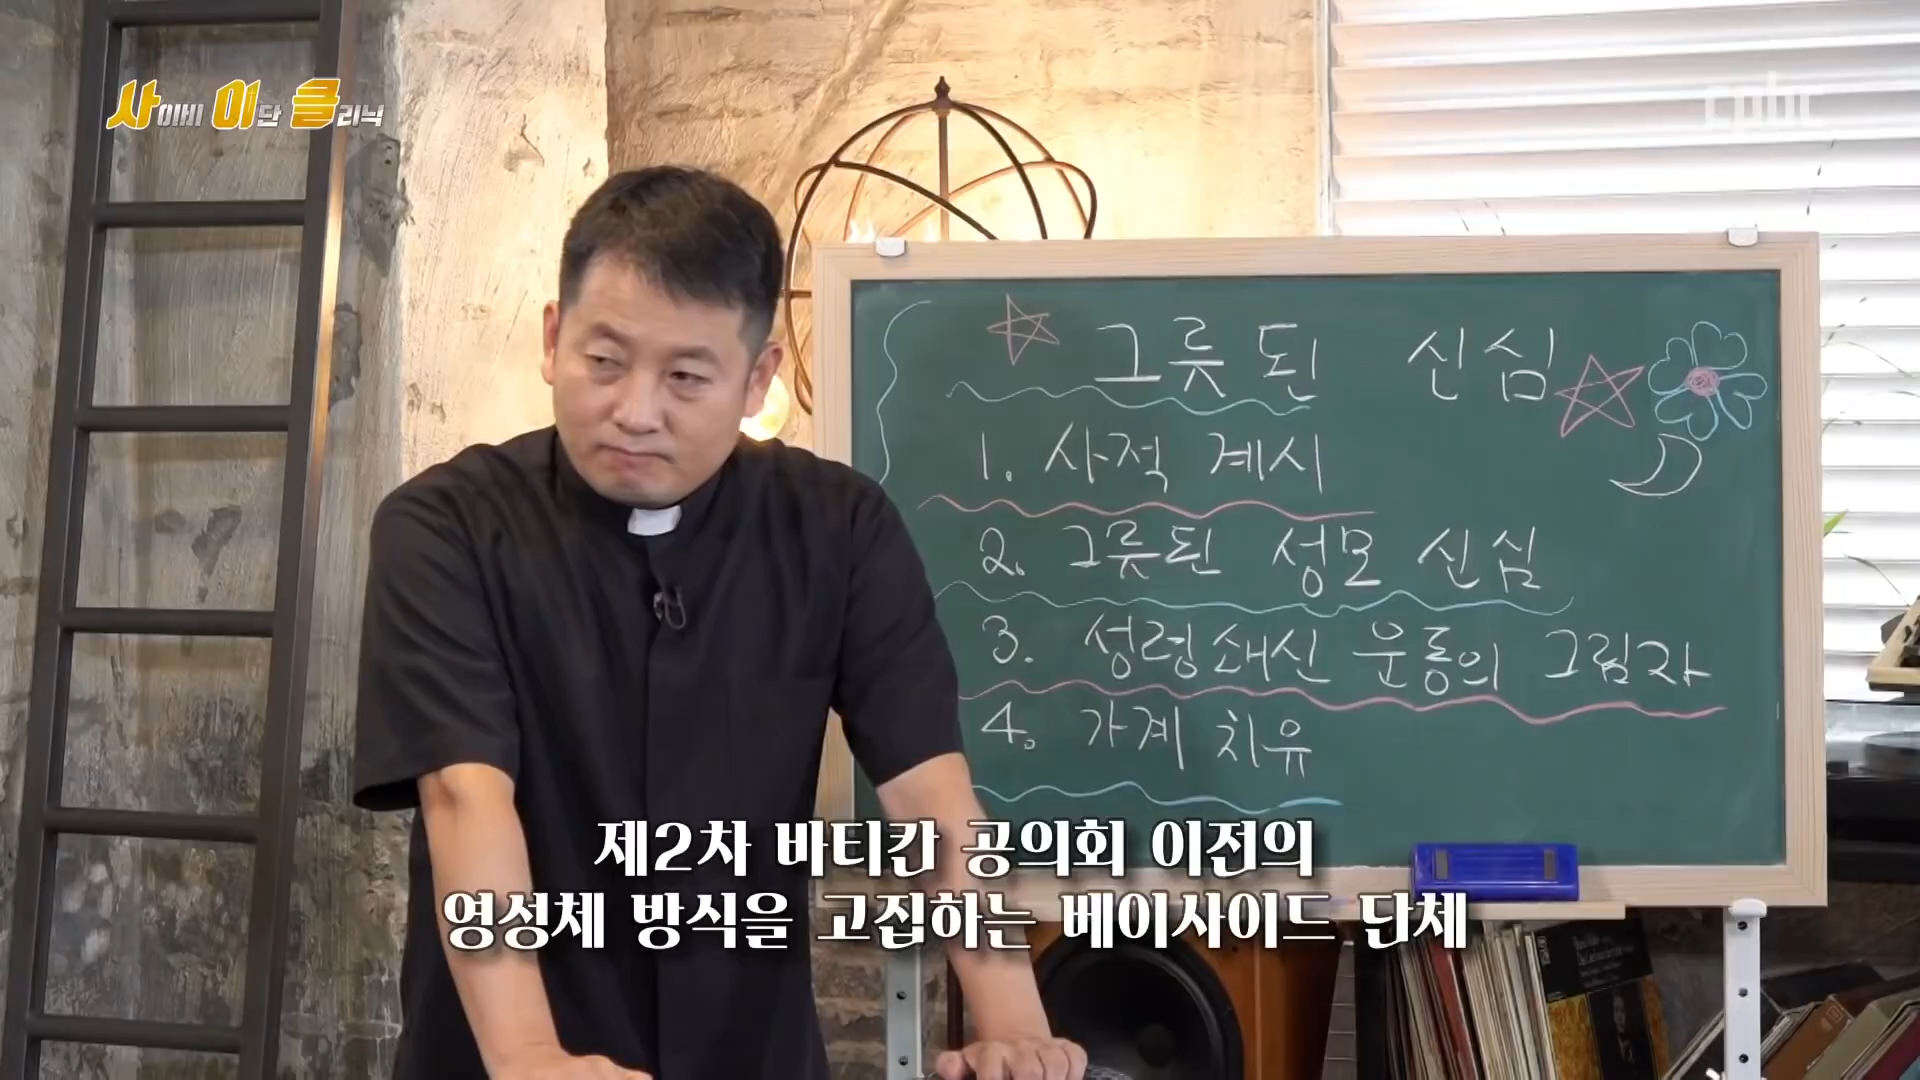 사이비 이단 클리닉
cpbc
그릇된 신심
1. 사적 계시
2. 그릇된 성모 신심
3. 성령쇄신 운동의 그림자
4. 가계 치유
제2차 바티칸 공의회 이전의
영성체 방식을 고집하는 베이사이드 단체